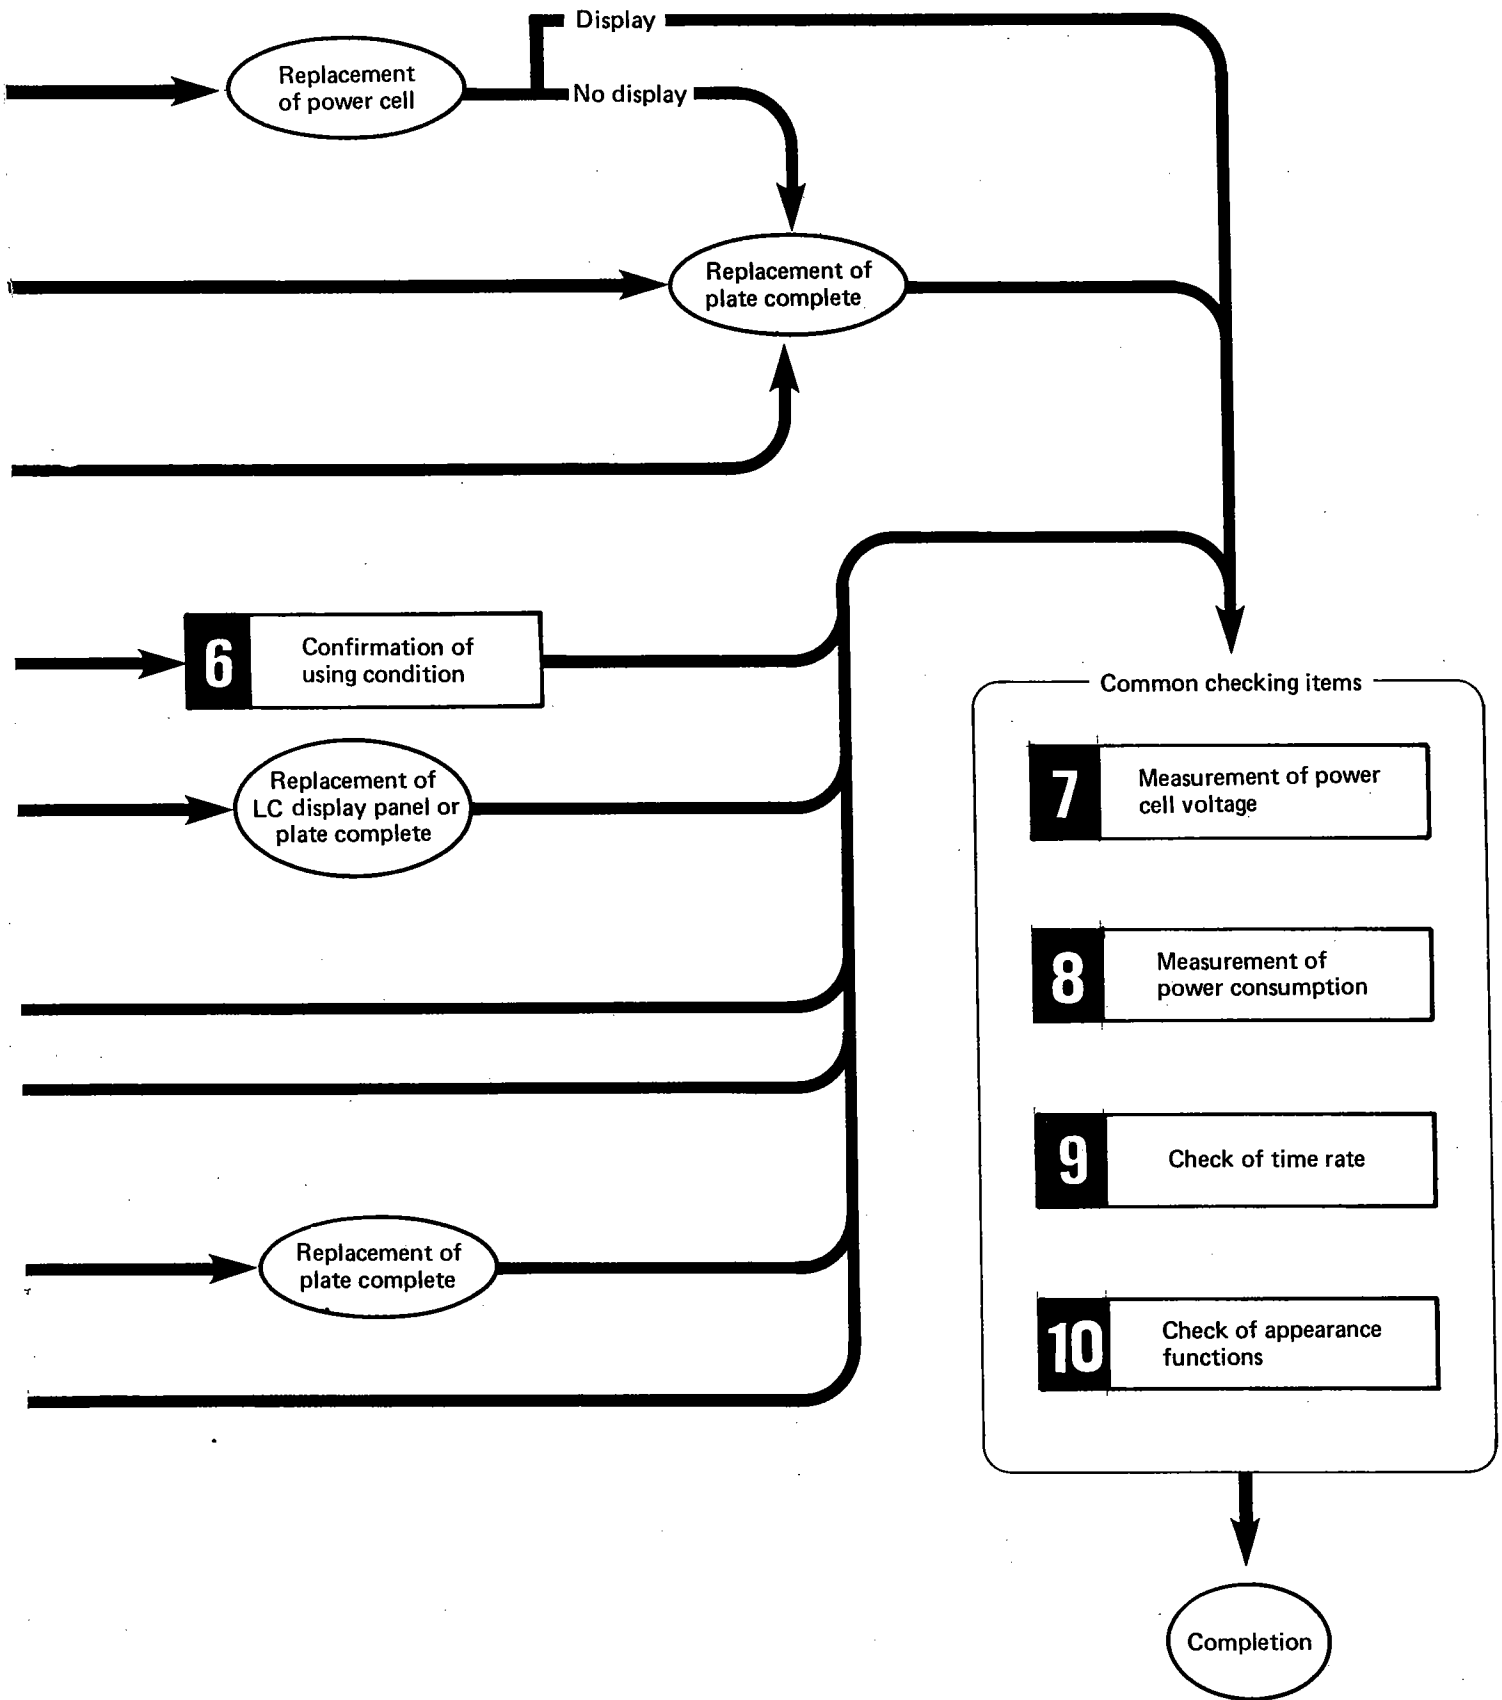 Display
Replacement
of power cell
No display
Replacement of
plate complete
6
Confirmation of
using condition
Common checking items
7
Measurement of power
cell voltage
Replacement of
LC display panel or
plate complete
8
Measurement of
power consumption
9
Check of time rate
Replacement of
plate complete
10
Check of appearance
functions
Completion